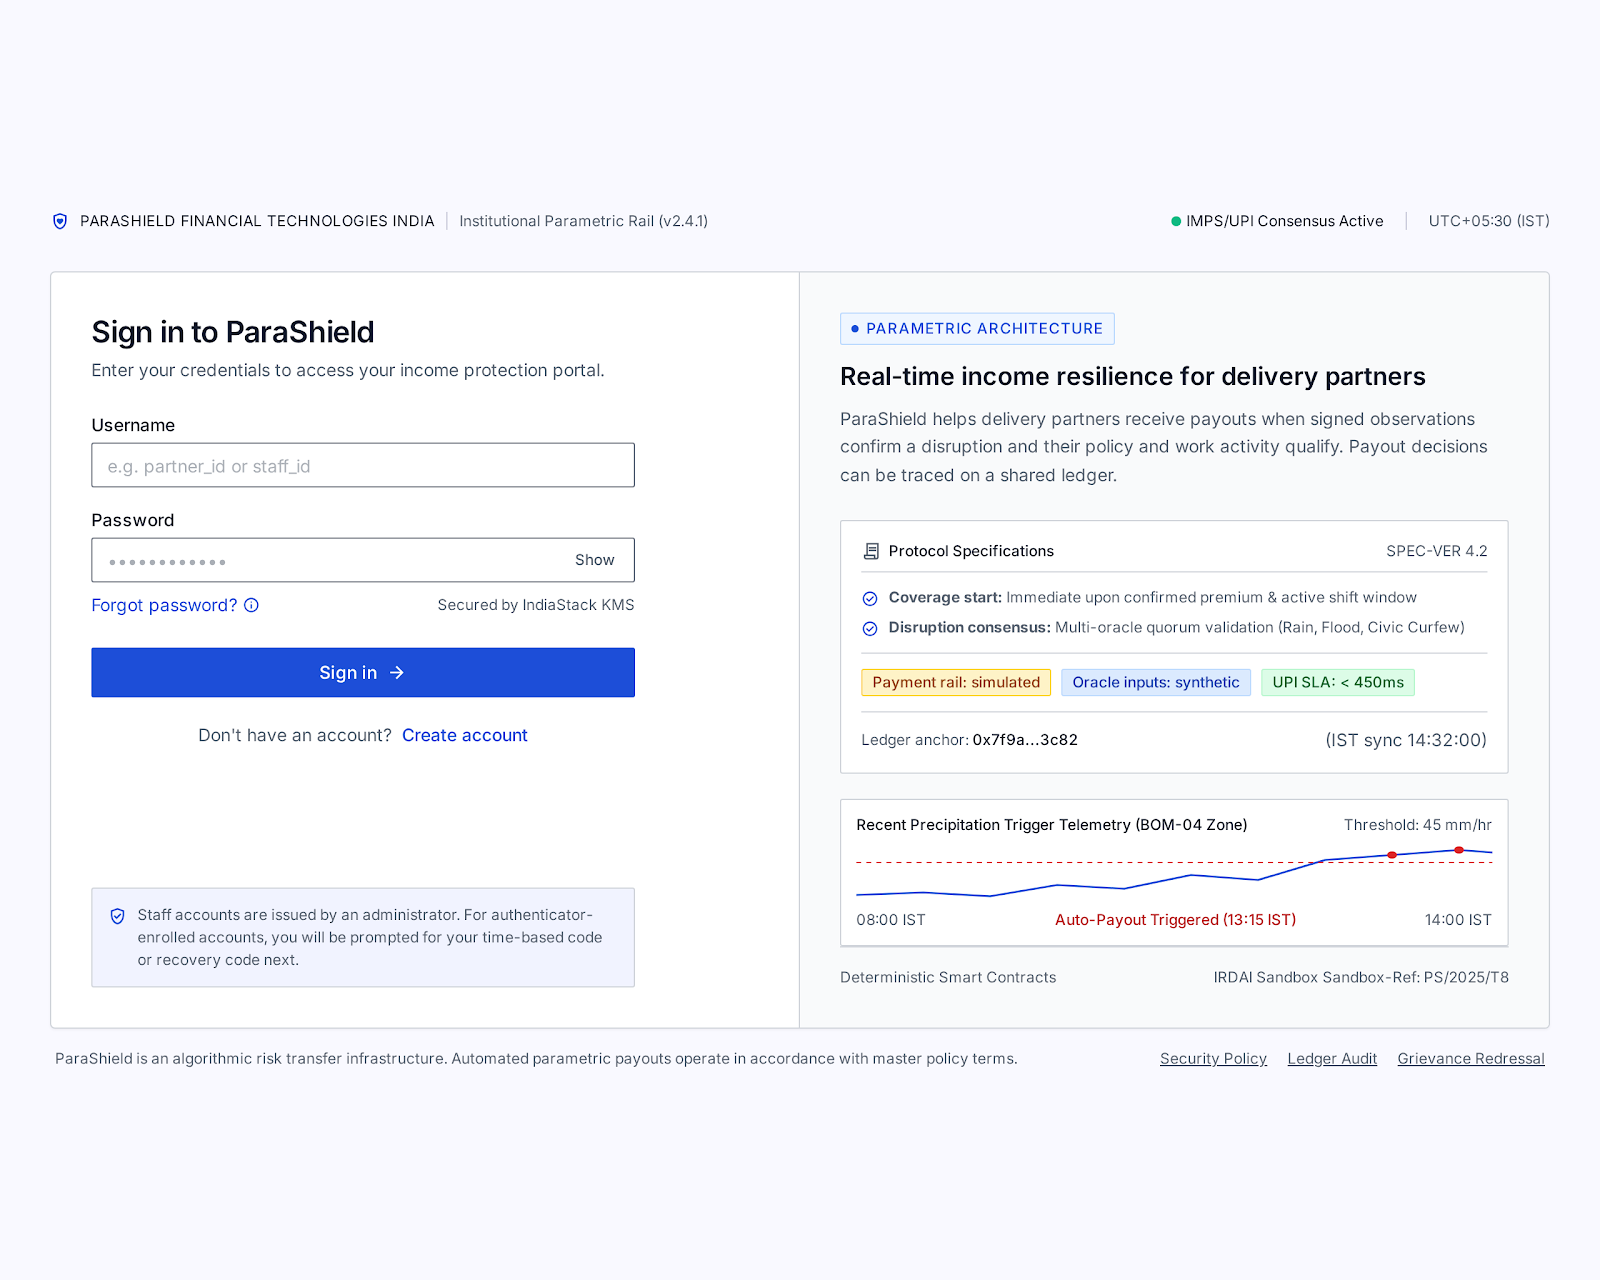 PARASHIELD FINANCIAL TECHNOLOGIES INDIA
Institutional Parametric Rail (v2.4.1)
IMPS/UPI Consensus Active
UTC+05:30 (IST)
Sign in to ParaShield
Enter your credentials to access your income protection portal.
Username
e.g. partner_id or staff_id
Password
••••••••••••
Show
Forgot password?
Secured by IndiaStack KMS
Sign in →
Don't have an account? Create account
Staff accounts are issued by an administrator. For authenticator-
enrolled accounts, you will be prompted for your time-based code
or recovery code next.
PARAMETRIC ARCHITECTURE
Real-time income resilience for delivery partners
ParaShield helps delivery partners receive payouts when signed observations
confirm a disruption and their policy and work activity qualify. Payout decisions
can be traced on a shared ledger.
Protocol Specifications
SPEC-VER 4.2
Coverage start: Immediate upon confirmed premium & active shift window
Disruption consensus: Multi-oracle quorum validation (Rain, Flood, Civic Curfew)
Payment rail: simulated
Oracle inputs: synthetic
UPI SLA: < 450ms
Ledger anchor: 0x7f9a...3c82
(IST sync 14:32:00)
Recent Precipitation Trigger Telemetry (BOM-04 Zone)
Threshold: 45 mm/hr
08:00 IST
Auto-Payout Triggered (13:15 IST)
14:00 IST
Deterministic Smart Contracts
IRDAI Sandbox Sandbox-Ref: PS/2025/T8
ParaShield is an algorithmic risk transfer infrastructure. Automated parametric payouts operate in accordance with master policy terms.
Security Policy
Ledger Audit
Grievance Redressal